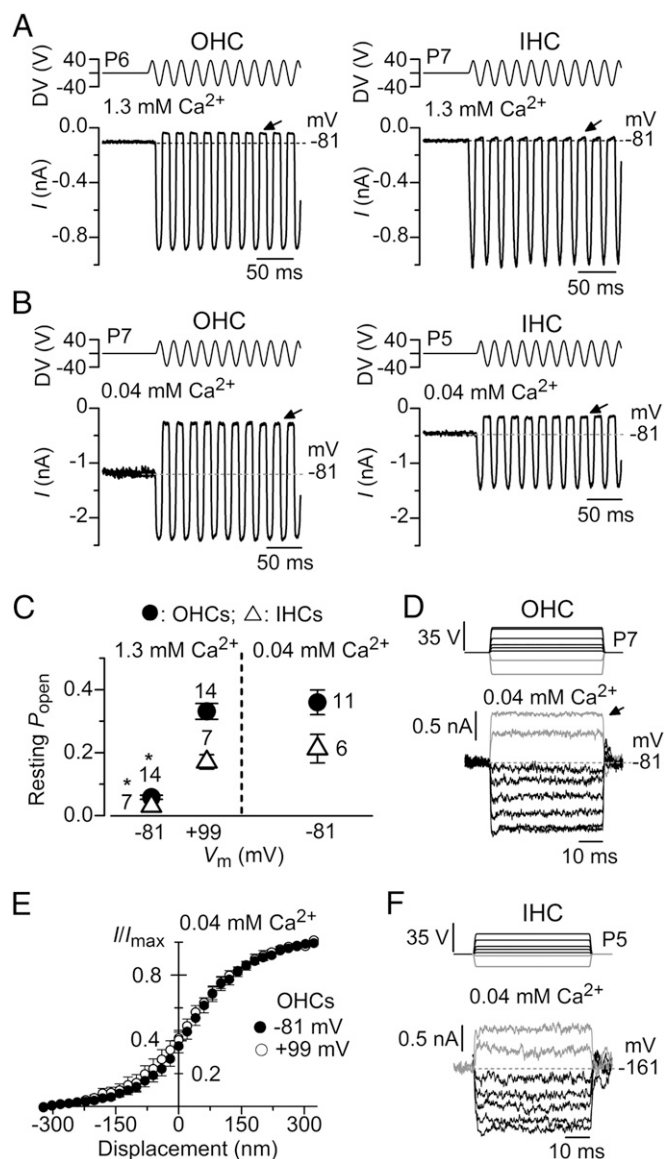 A
OHC
IHC
DV (V)
40
0
-40
P6
1.3 mM Ca²⁺
mV
-81
0.0
-0.4
-0.8
I (nA)
50 ms
DV (V)
40
0
-40
P7
1.3 mM Ca²⁺
mV
-81
0.0
-0.4
-0.8
I (nA)
50 ms
B
OHC
IHC
DV (V)
40
0
-40
P7
0.04 mM Ca²⁺
mV
-81
0
-1
-2
I (nA)
50 ms
DV (V)
40
0
-40
P5
0.04 mM Ca²⁺
mV
-81
0
-1
-2
I (nA)
50 ms
C
●: OHCs; △: IHCs
1.3 mM Ca²⁺
0.04 mM Ca²⁺
Resting Popen
0.4
0.2
0.0
14
7
11
6
*
14
*
7
-81
+99
-81
Vm (mV)
D
OHC
35 V
P7
0.04 mM Ca²⁺
0.5 nA
mV
-81
10 ms
E
I/Imax
0.04 mM Ca²⁺
0.8
0.4
0.2
OHCs
● -81 mV
○ +99 mV
-300
-150
0
150
300
Displacement (nm)
F
IHC
35 V
P5
0.04 mM Ca²⁺
0.5 nA
mV
-161
10 ms